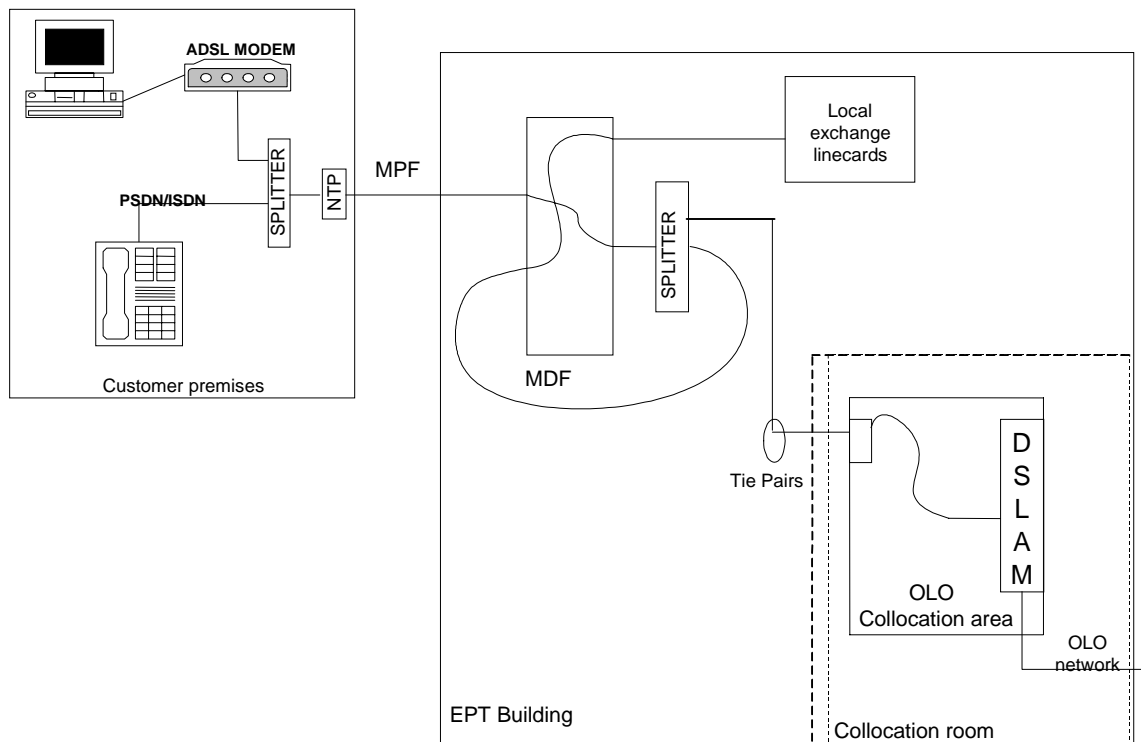 ADSL MODEM
SPLITTER
NTP
PSDN/ISDN
Customer premises
MPF
MDF
SPLITTER
Local
exchange
linecards
Tie Pairs
D
S
L
A
M
OLO
Collocation area
OLO
network
EPT Building
Collocation room